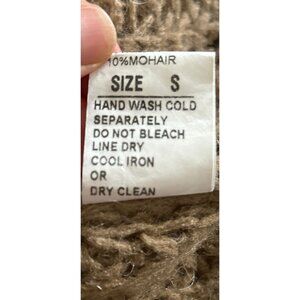 10%MOHAIR
SIZE S
HAND WASH COLD
SEPARATELY
DO NOT BLEACH
LINE DRY
COOL IRON
OR
DRY CLEAN